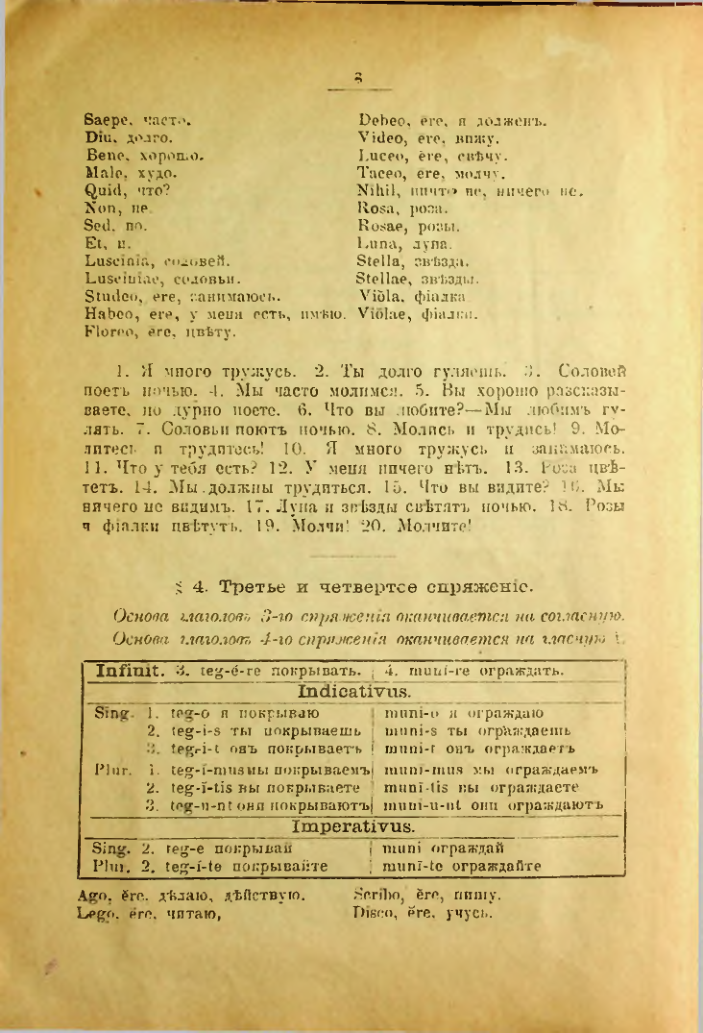 3
Saepe, часто.
Diu, долго.
Bene, хорошо.
Male, худо.
Quid, что?
Non, не.
Sed, но.
Et, и.
Luscinia, соловей.
Lusciniae, соловьи.
Studeo, ere, занимаюсь.
Habeo, ere, у меня есть, имѣю.
Floreo, ēre, цвѣту.
Debeo, ēre, я долженъ.
Video, ēre, вижу.
Luceo, ēre, свѣчу.
Taceo, ere, молчу.
Nihil, ничто не, ничего не.
Rosa, роза.
Rosae, розы.
Luna, луна.
Stella, звѣзда.
Stellae, звѣзды.
Viŏla, фіалка
Viŏlae, фіалки.
1. Я много тружусь. 2. Ты долго гуляешь. 3. Соловей
поетъ ночью. 4. Мы часто молимся. 5. Вы хорошо разсказы-
ваете, но дурно поете. 6. Что вы любите?—Мы любимъ гу-
лять. 7. Соловьи поютъ ночью. 8. Молись и трудись! 9. Мо-
литесь и трудитесь! 10. Я много тружусь и занимаюсь.
11. Что у тебя есть? 12. У меня ничего нѣтъ. 13. Роза цвѣ-
тетъ. 14. Мы должны трудиться. 15. Что вы видите? 16. Мы
ничего не видимъ. 17. Луна и звѣзды свѣтятъ ночью. 18. Розы
и фіалки цвѣтутъ. 19. Молчи! 20. Молчите!
§ 4. Третье и четвертое спряженіе.
Основа глаголовъ 3-го спряженія оканчивается на согласную.
Основа глаголовъ 4-го спряженія оканчивается на гласную i.
Infinit. 3. teg-ĕ-re покрывать. 4. muni-re ограждать.
Indicativus.
Sing. 1. teg-o я покрываю muni-o я ограждаю
2. teg-i-s ты покрываешь muni-s ты ограждаешь
3. teg-i-t онъ покрываетъ muni-t онъ ограждаетъ
Plur. 1. teg-ĭ-mus мы покрываемъ muni-mus мы ограждаемъ
2. teg-ĭ-tis вы покрываете munī-tis вы ограждаете
3. teg-u-nt они покрываютъ muni-u-nt они ограждаютъ
Imperativus.
Sing. 2. teg-e покрывай muni ограждай
Plur. 2. teg-ĭ-te покрывайте munī-te ограждайте
Ago, ĕre, дѣлаю, дѣйствую.
Lego, ĕre, читаю,
Scribo, ĕre, пишу.
Disco, ĕre, учусь.